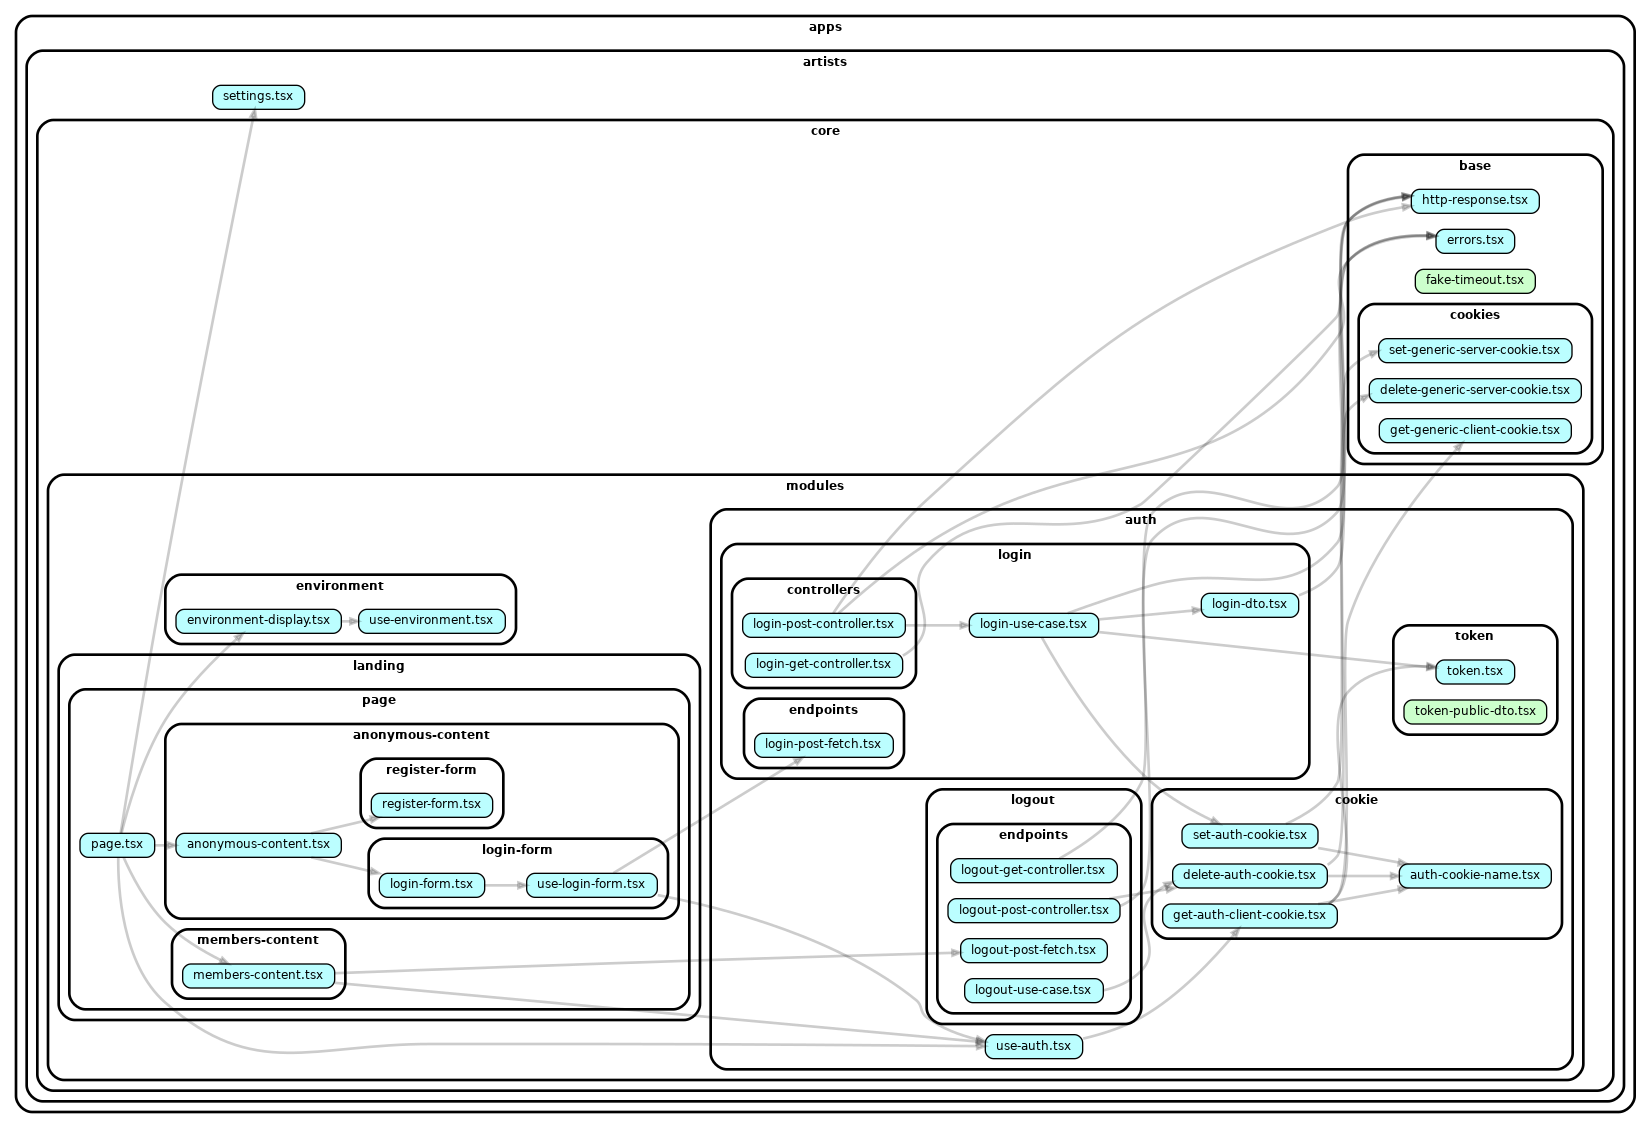 apps
artists
settings.tsx
core
base
http-response.tsx
errors.tsx
fake-timeout.tsx
cookies
set-generic-server-cookie.tsx
delete-generic-server-cookie.tsx
get-generic-client-cookie.tsx
modules
environment
environment-display.tsx
use-environment.tsx
landing
page
anonymous-content
register-form
register-form.tsx
page.tsx
anonymous-content.tsx
login-form
login-form.tsx
use-login-form.tsx
members-content
members-content.tsx
auth
login
controllers
login-post-controller.tsx
login-get-controller.tsx
login-use-case.tsx
login-dto.tsx
endpoints
login-post-fetch.tsx
token
token.tsx
token-public-dto.tsx
logout
endpoints
logout-get-controller.tsx
logout-post-controller.tsx
logout-post-fetch.tsx
logout-use-case.tsx
cookie
set-auth-cookie.tsx
delete-auth-cookie.tsx
get-auth-client-cookie.tsx
auth-cookie-name.tsx
use-auth.tsx